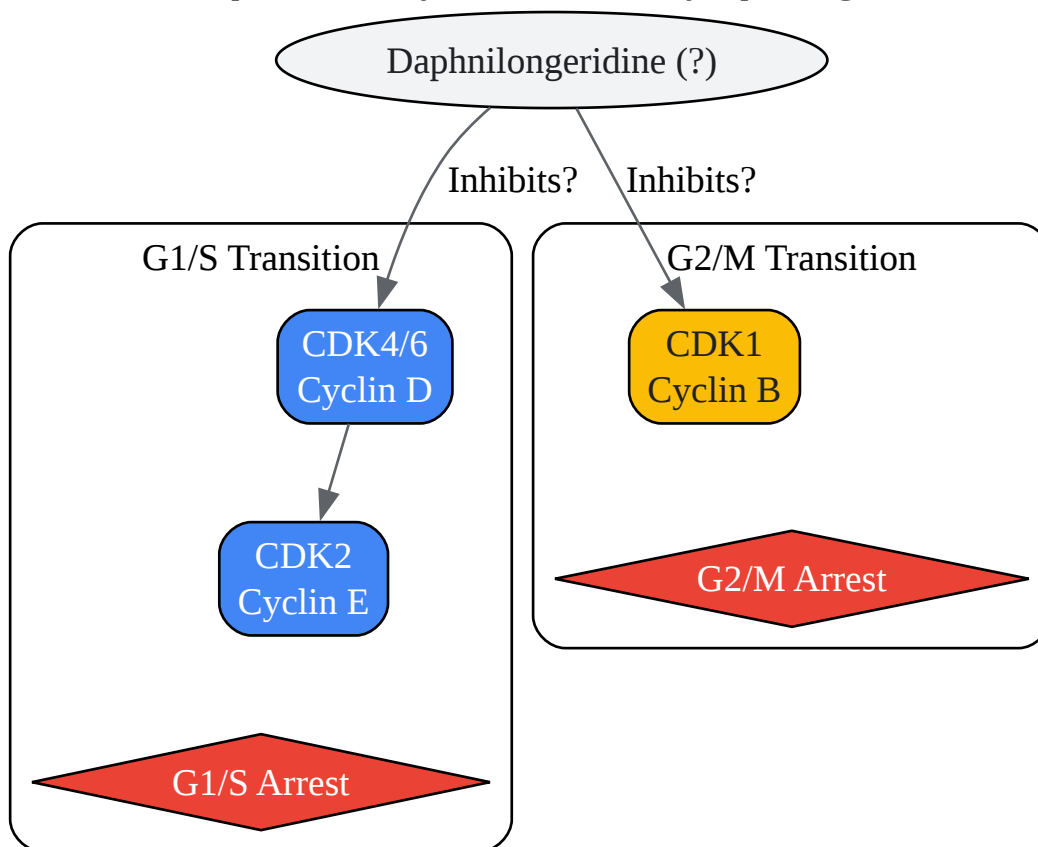 Daphnilongeridine (?)
Inhibits? Inhibits?
G1/S Transition
G2/M Transition
CDK4/6
Cyclin D
CDK1
Cyclin B
CDK2
Cyclin E
G2/M Arrest
G1/S Arrest